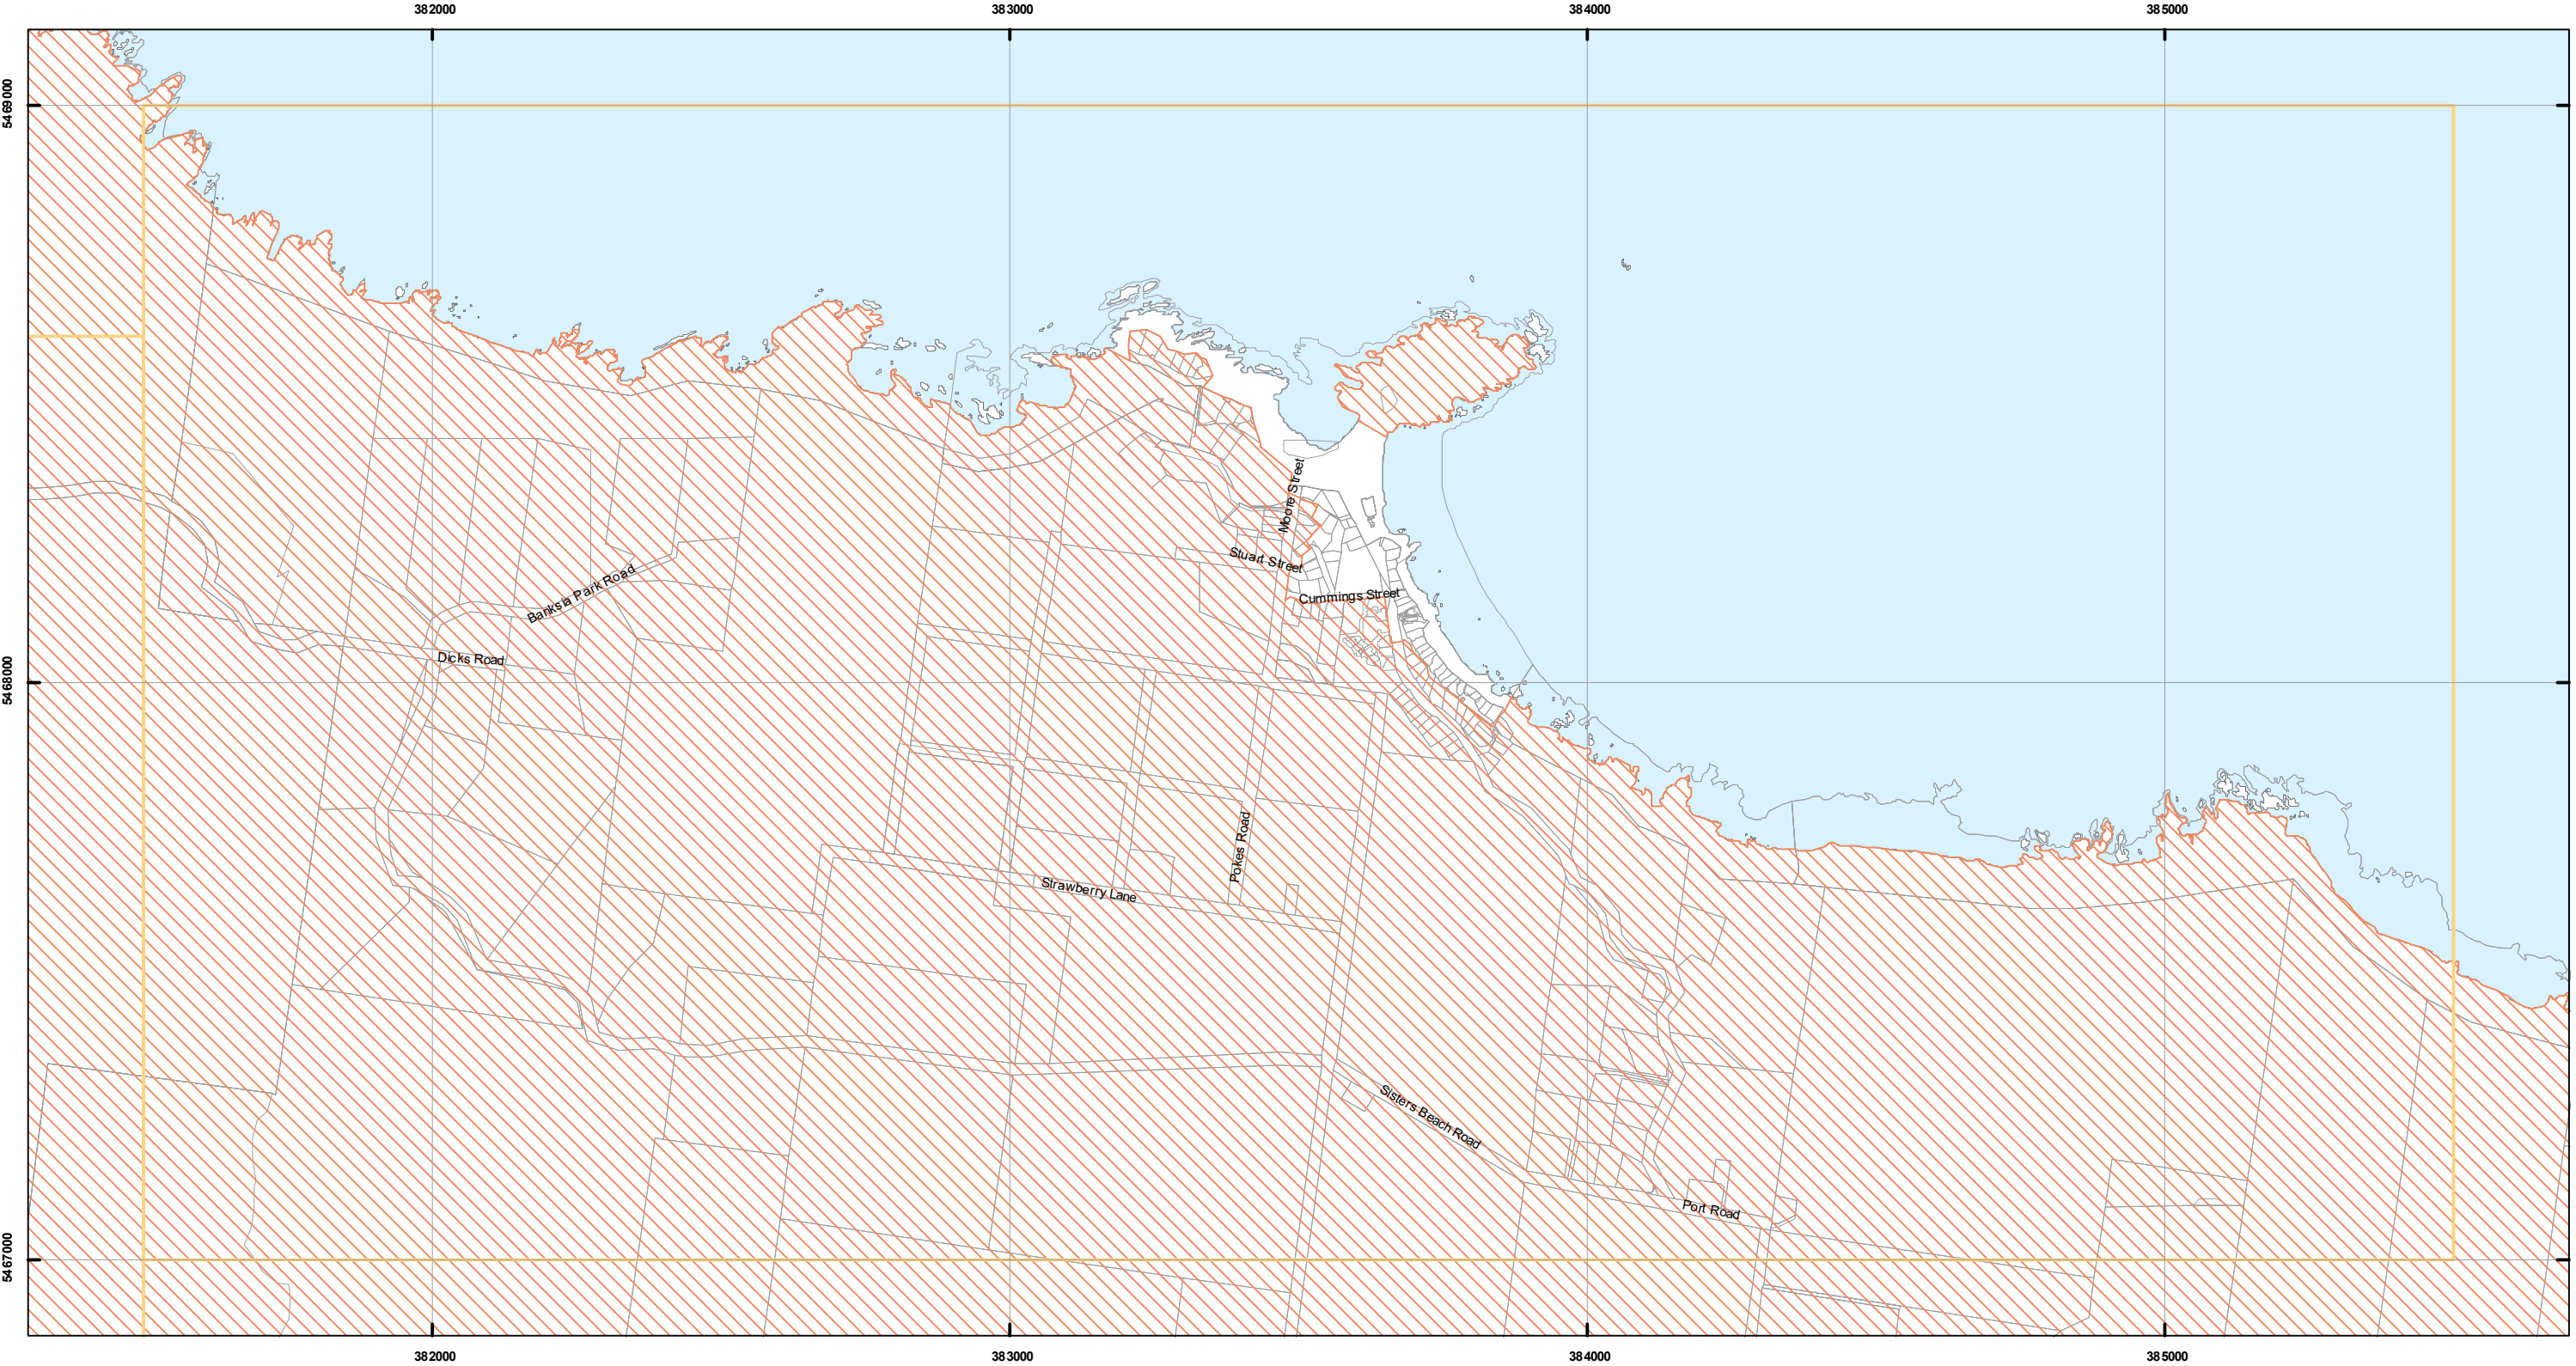 382000
383000
384000
385000
5469000
Moore Street
Stuart Street
Cummings Street
Banksia Park Road
Dicks Road
5468000
Pokes Road
Strawberry Lane
Sisters Beach Road
Port Road
5467000
382000
383000
384000
385000